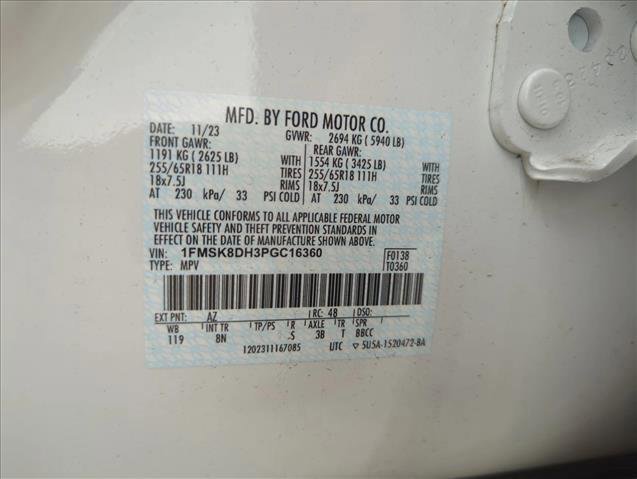 MFD. BY FORD MOTOR CO.
DATE: 11/23 GVWR: 2694 KG (5940 LB)
FRONT GAWR: REAR GAWR:
1191 KG (2625 LB) WITH 1554 KG (3425 LB) WITH
255/65R18 111H TIRES 255/65R18 111H TIRES
18x7.5J RIMS 18x7.5J RIMS
AT 230 kPa/ 33 PSI COLD AT 230 kPa/ 33 PSI COLD
THIS VEHICLE CONFORMS TO ALL APPLICABLE FEDERAL MOTOR
VEHICLE SAFETY AND THEFT PREVENTION STANDARDS IN
EFFECT ON THE DATE OF MANUFACTURE SHOWN ABOVE.
VIN: 1FMSK8DH3PGC16360 F0138
TYPE: MPV T0360
EXT PNT: AZ RC: 48 DSO:
WB BRK INT TR TP/PS R AXLE TR SPR
119 8N S 3B T BBCC
1202311167085 UTC ▽ 5U5A-1520472-BA